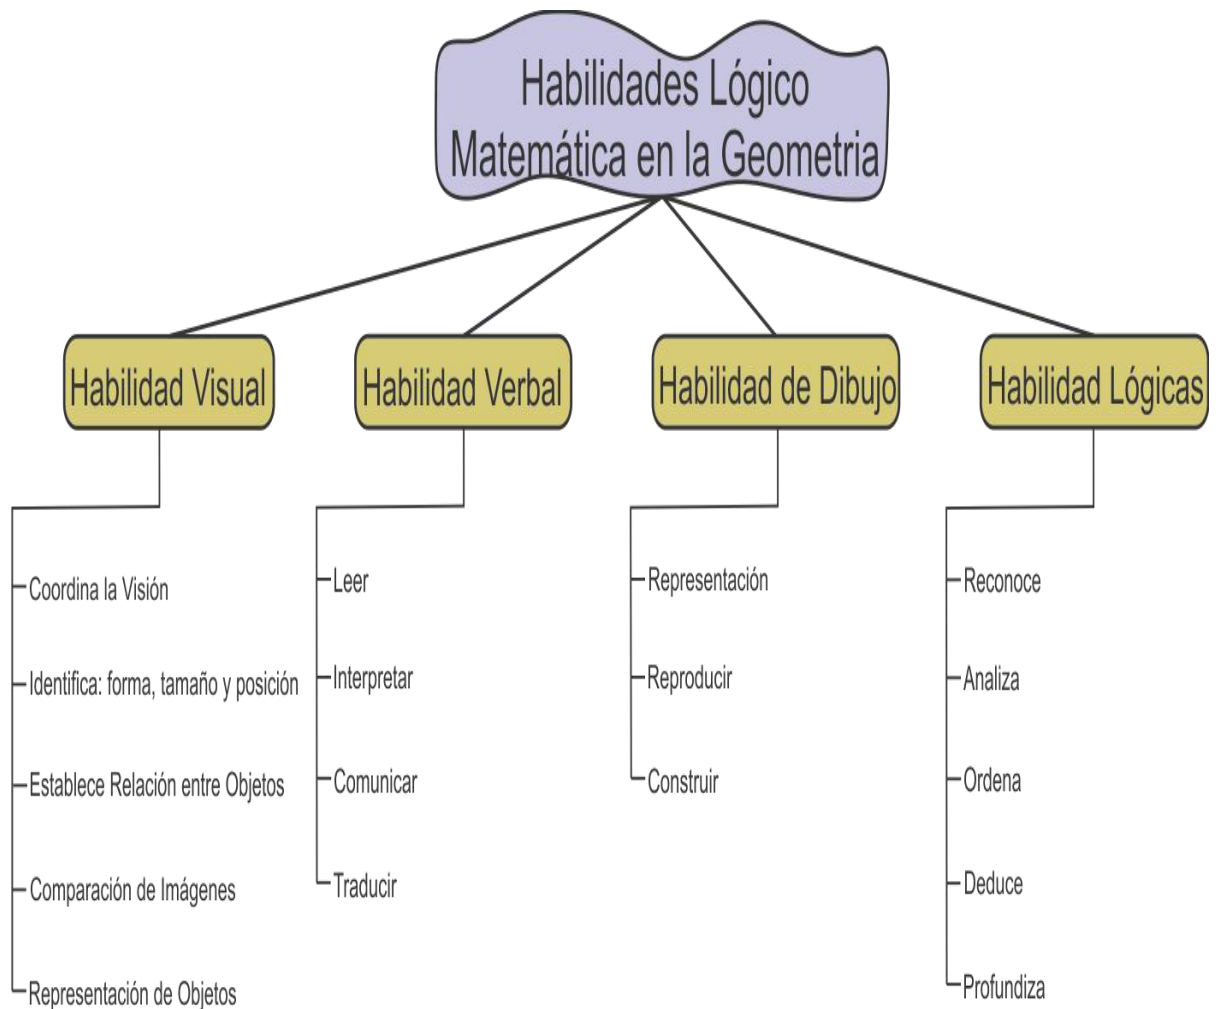 Habilidades Lógico
Matemática en la Geometria
Habilidad Visual
Coordina la Visión
Identifica: forma, tamaño y posición
Establece Relación entre Objetos
Comparación de Imágenes
Representación de Objetos
Habilidad Verbal
Leer
Interpretar
Comunicar
Traducir
Habilidad de Dibujo
Representación
Reproducir
Construir
Habilidad Lógicas
Reconoce
Analiza
Ordena
Deduce
Profundiza